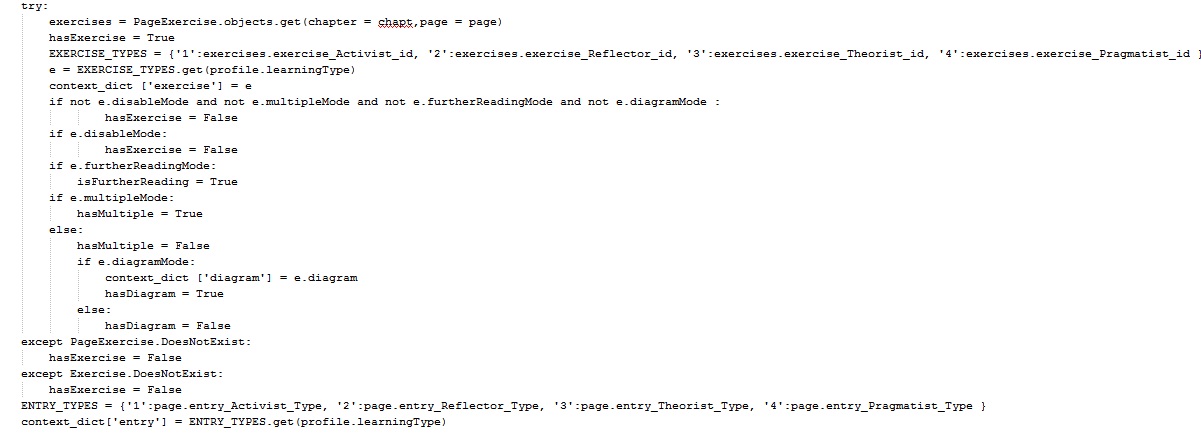 try:
exercises = PageExercise.objects.get(chapter = chapt,page = page)
hasExercise = True
EXERCISE_TYPES = {'1':exercises.exercise_Activist_id, '2':exercises.exercise_Reflector_id, '3':exercises.exercise_Theorist_id, '4':exercises.exercise_Pragmatist_id }
e = EXERCISE_TYPES.get(profile.learningType)
context_dict ['exercise'] = e
if not e.disableMode and not e.multipleMode and not e.furtherReadingMode and not e.diagramMode :
hasExercise = False
if e.disableMode:
hasExercise = False
if e.furtherReadingMode:
isFurtherReading = True
if e.multipleMode:
hasMultiple = True
else:
hasMultiple = False
if e.diagramMode:
context_dict ['diagram'] = e.diagram
hasDiagram = True
else:
hasDiagram = False
except PageExercise.DoesNotExist:
hasExercise = False
except Exercise.DoesNotExist:
hasExercise = False
ENTRY_TYPES = {'1':page.entry_Activist_Type, '2':page.entry_Reflector_Type, '3':page.entry_Theorist_Type, '4':page.entry_Pragmatist_Type }
context_dict['entry'] = ENTRY_TYPES.get(profile.learningType)